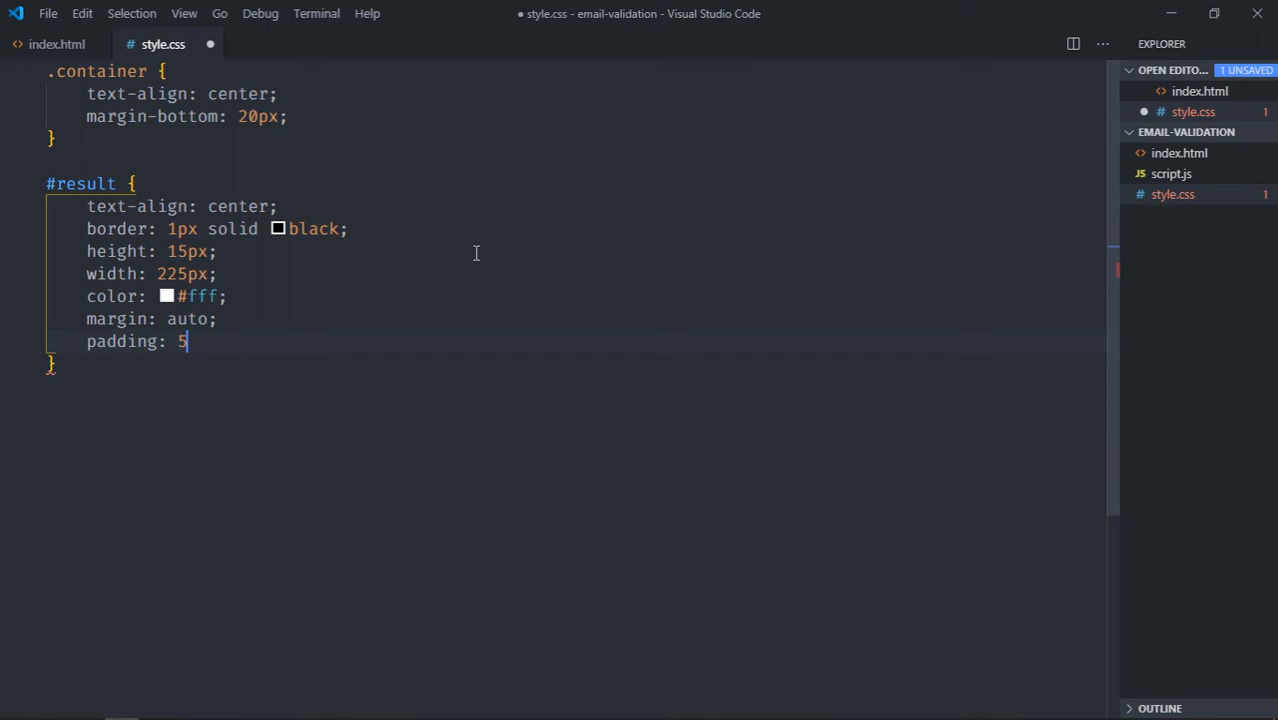 File Edit Selection View Go Debug Terminal Help
● style.css - email-validation - Visual Studio Code
<> index.html
# style.css ●
EXPLORER
.container {
    text-align: center;
    margin-bottom: 20px;
}
#result {
    text-align: center;
    border: 1px solid black;
    height: 15px;
    width: 225px;
    color: #fff;
    margin: auto;
    padding: 5
}
OPEN EDITO... 1 UNSAVED
<> index.html
● # style.css 1
EMAIL-VALIDATION
<> index.html
JS script.js
# style.css 1
OUTLINE